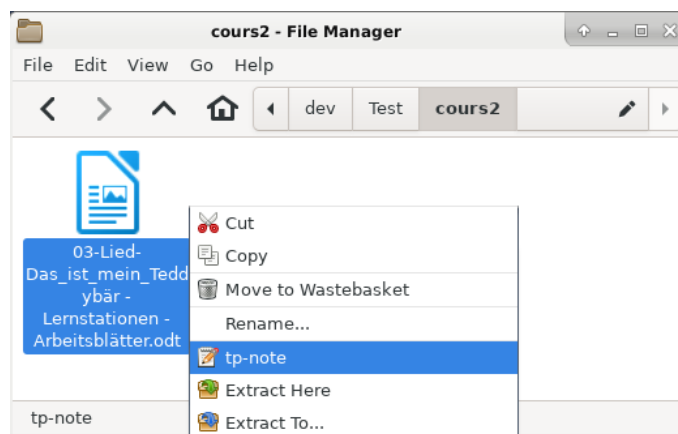 cours2 - File Manager
File Edit View Go Help
dev Test cours2
03-Lied-
Das_ist_mein_Tedd
ybär -
Lernstationen -
Arbeitsblätter.odt
Cut
Copy
Move to Wastebasket
Rename...
tp-note
Extract Here
Extract To...
tp-note